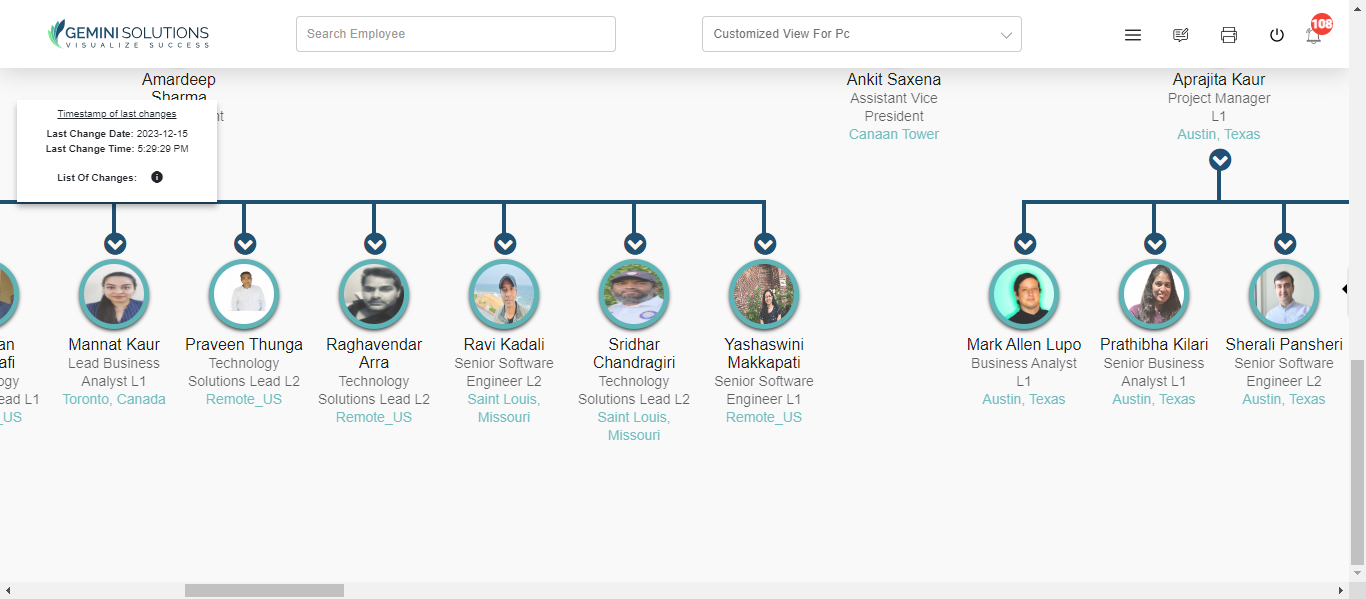 GEMINI SOLUTIONS
VISUALIZE SUCCESS
Search Employee
Customized View For Pc
108
Amardeep
Sharma
nt
Timestamp of last changes
Last Change Date: 2023-12-15
Last Change Time: 5:29:29 PM
List Of Changes:
Ankit Saxena
Assistant Vice
President
Canaan Tower
Aprajita Kaur
Project Manager
L1
Austin, Texas
an
afi
ogy
ead L1
_US
Mannat Kaur
Lead Business
Analyst L1
Toronto, Canada
Praveen Thunga
Technology
Solutions Lead L2
Remote_US
Raghavendar
Arra
Technology
Solutions Lead L2
Remote_US
Ravi Kadali
Senior Software
Engineer L2
Saint Louis,
Missouri
Sridhar
Chandragiri
Technology
Solutions Lead L2
Saint Louis,
Missouri
Yashaswini
Makkapati
Senior Software
Engineer L1
Remote_US
Mark Allen Lupo
Business Analyst
L1
Austin, Texas
Prathibha Kilari
Senior Business
Analyst L1
Austin, Texas
Sherali Pansheri
Senior Software
Engineer L2
Austin, Texas